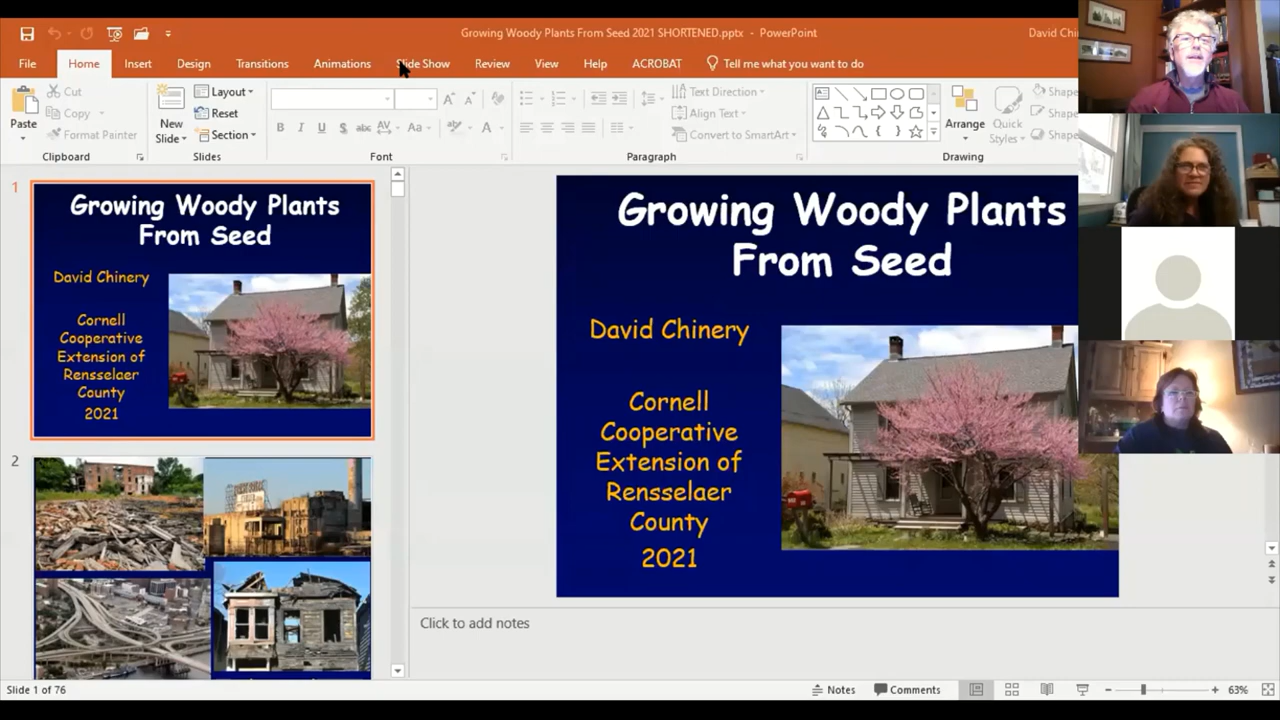 Growing Woody Plants From Seed 2021 SHORTENED.pptx - PowerPoint
David Chi
File Home Insert Design Transitions Animations Slide Show Review View Help ACROBAT Tell me what you want to do
Paste
Cut
Copy
Format Painter
Clipboard
New
Slide
Layout
Reset
Section
Slides
B I U S abc AV Aa A
Font
Text Direction
Align Text
Convert to SmartArt
Paragraph
Arrange
Quick
Styles
Drawing
1
Growing Woody Plants
From Seed
David Chinery
Cornell
Cooperative
Extension of
Rensselaer
County
2021
2
Growing Woody Plants
From Seed
David Chinery
Cornell
Cooperative
Extension of
Rensselaer
County
2021
Click to add notes
Slide 1 of 76
Notes
Comments
63%